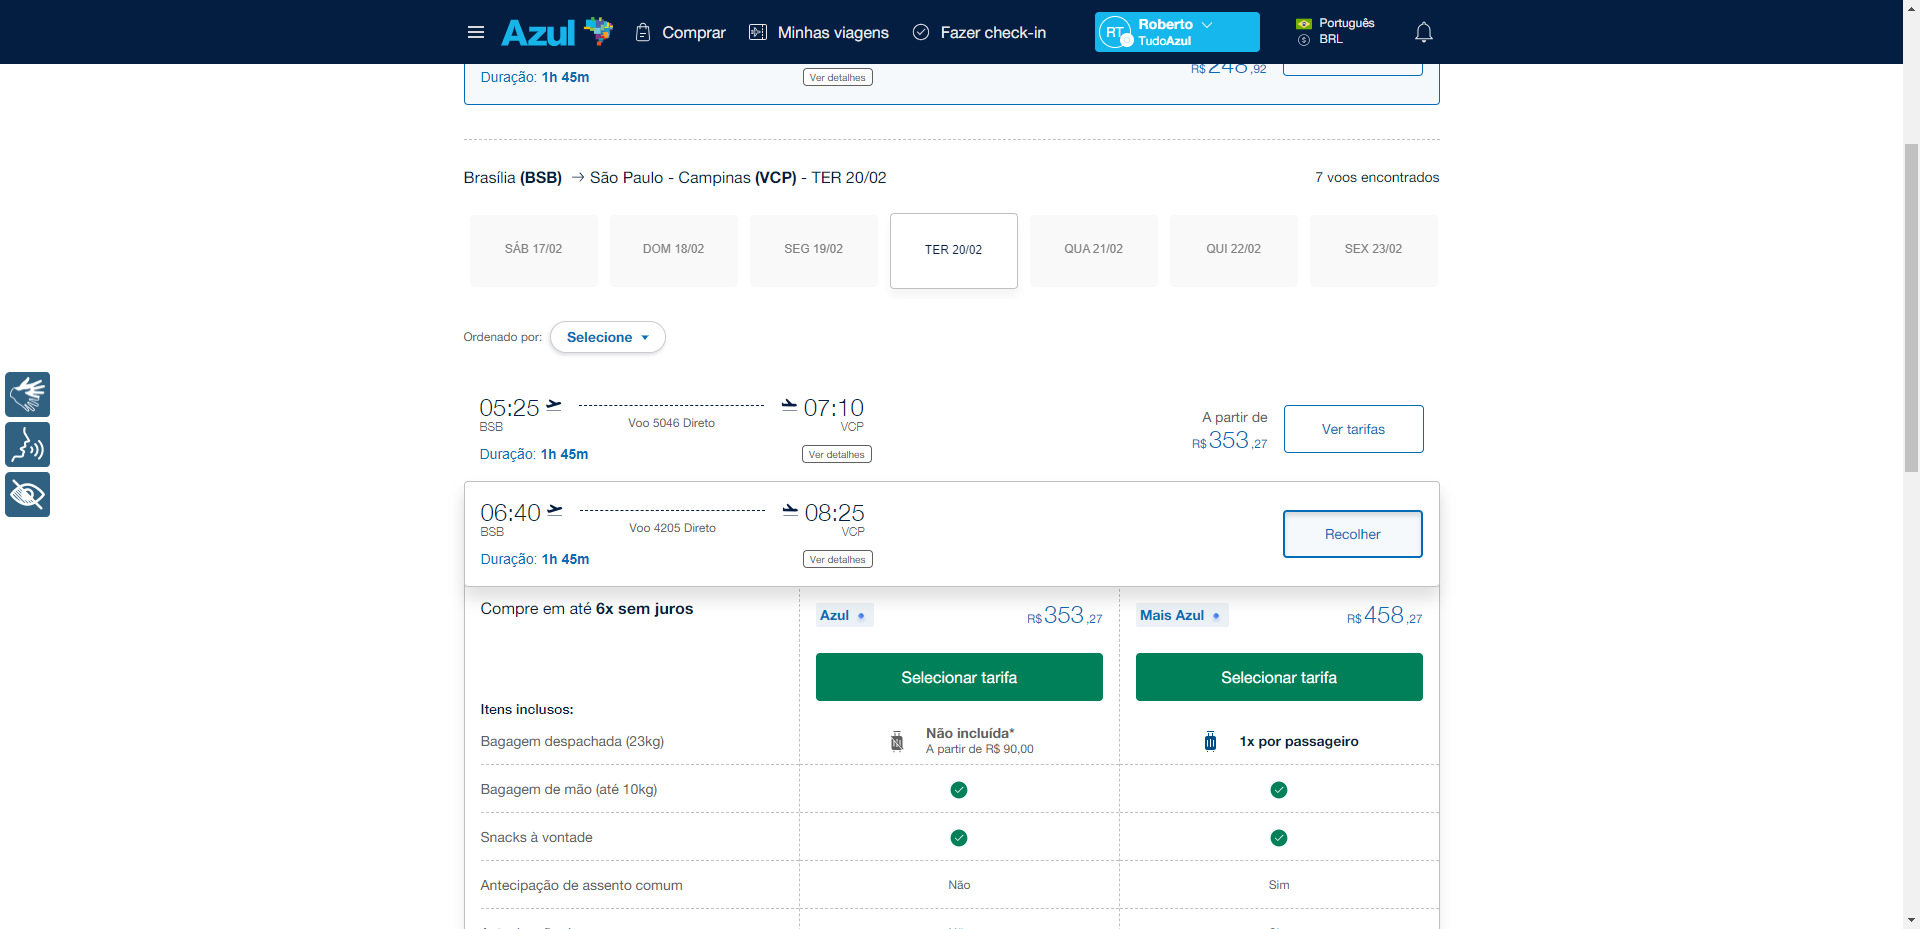 Azul
Comprar
Minhas viagens
Fazer check-in
RT
Roberto
TudoAzul
Português
BRL
Duração: 1h 45m
Ver detalhes
R$ 248,92
Brasília (BSB) → São Paulo - Campinas (VCP) - TER 20/02
7 voos encontrados
SÁB 17/02
DOM 18/02
SEG 19/02
TER 20/02
QUA 21/02
QUI 22/02
SEX 23/02
Ordenado por:
Selecione
05:25
07:10
BSB
Voo 5046 Direto
VCP
A partir de
R$ 353,27
Ver tarifas
Duração: 1h 45m
Ver detalhes
06:40
08:25
BSB
Voo 4205 Direto
VCP
Recolher
Duração: 1h 45m
Ver detalhes
Compre em até 6x sem juros
Azul
R$ 353,27
Mais Azul
R$ 458,27
Selecionar tarifa
Selecionar tarifa
Itens inclusos:
Bagagem despachada (23kg)
Não incluída*
A partir de R$ 90,00
1x por passageiro
Bagagem de mão (até 10kg)
Snacks à vontade
Antecipação de assento comum
Não
Sim